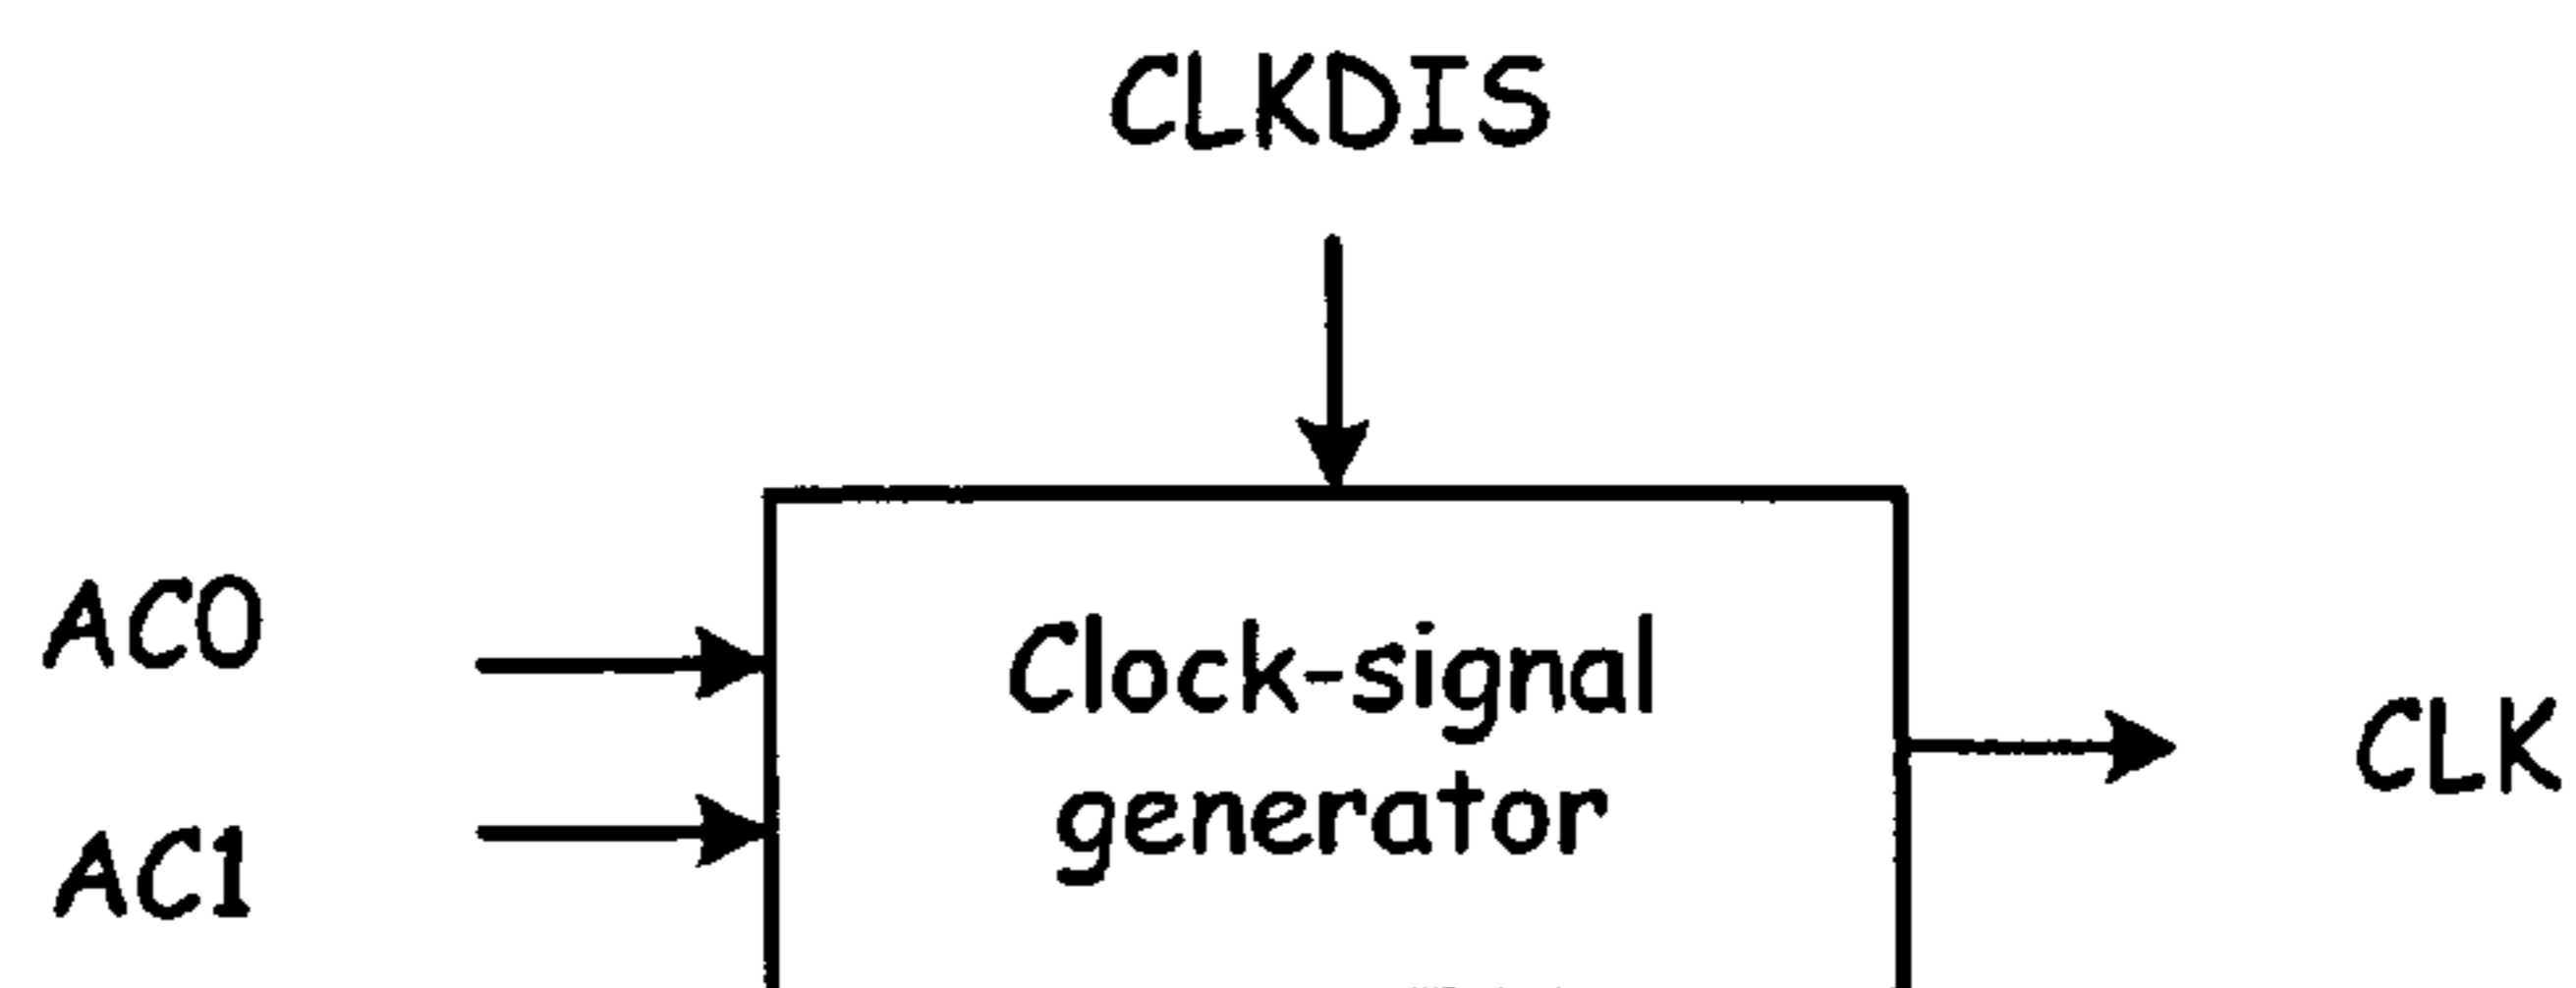 CLKDIS
AC0
Clock-signal
generator
CLK
AC1